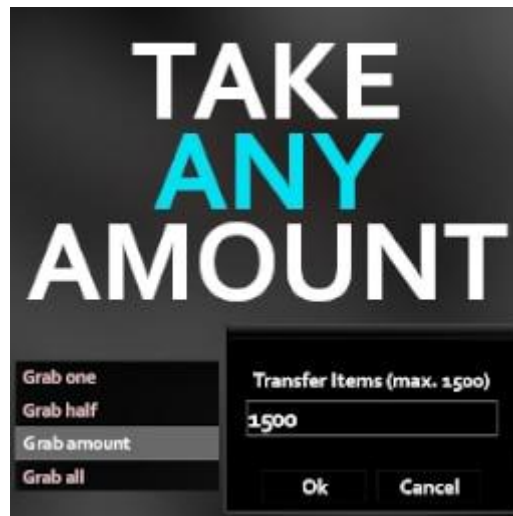 TAKE
ANY
AMOUNT
Grab one
Grab half
Grab amount
Grab all
Transfer Items (max. 1500)
1500
Ok Cancel